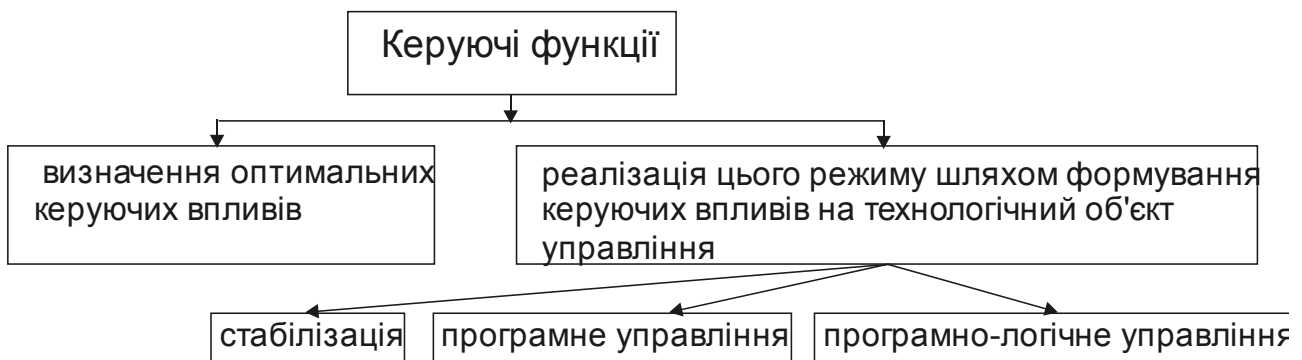 Керуючі функції
визначення оптимальних
керуючих впливів
реалізація цього режиму шляхом формування
керуючих впливів на технологічний об'єкт
управління
стабілізація
програмне управління
програмно-логічне управління